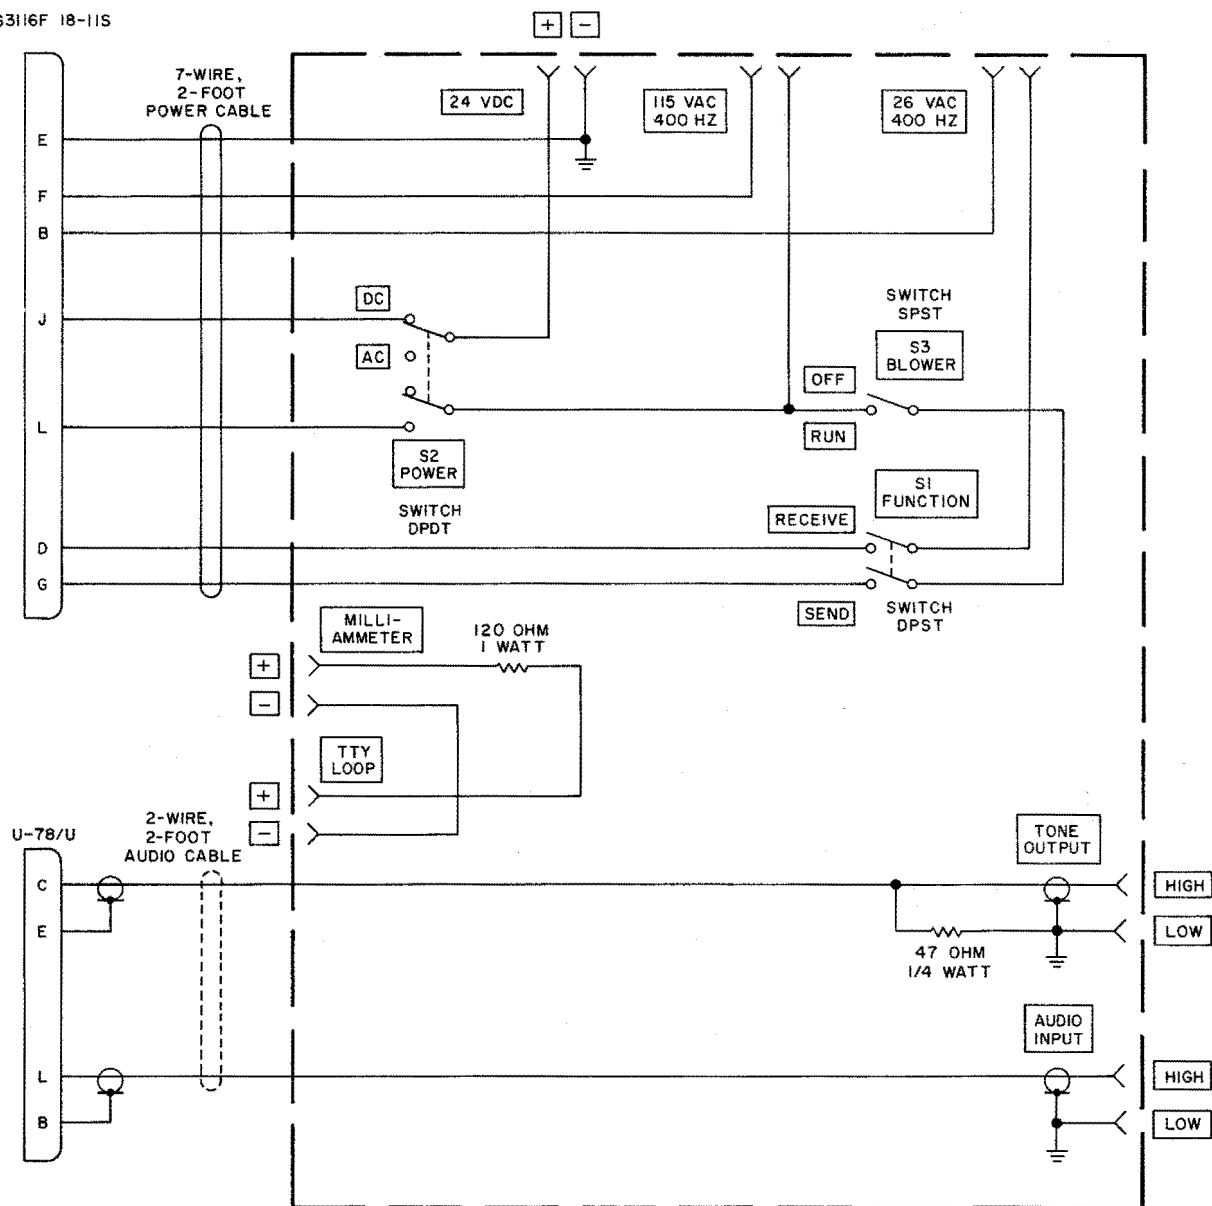 S3116F 18-11S
+ −
7-WIRE,
2-FOOT
POWER CABLE
24 VDC
115 VAC
400 HZ
26 VAC
400 HZ
E
F
B
J
DC
AC
SWITCH
SPST
S3
BLOWER
OFF
RUN
L
S2
POWER
SWITCH
DPDT
S1
FUNCTION
RECEIVE
D
G
SEND
SWITCH
DPST
MILLI-
AMMETER
120 OHM
1 WATT
+
−
TTY
LOOP
+
−
U-78/U
2-WIRE,
2-FOOT
AUDIO CABLE
TONE
OUTPUT
C
HIGH
E
LOW
47 OHM
1/4 WATT
AUDIO
INPUT
L
HIGH
B
LOW